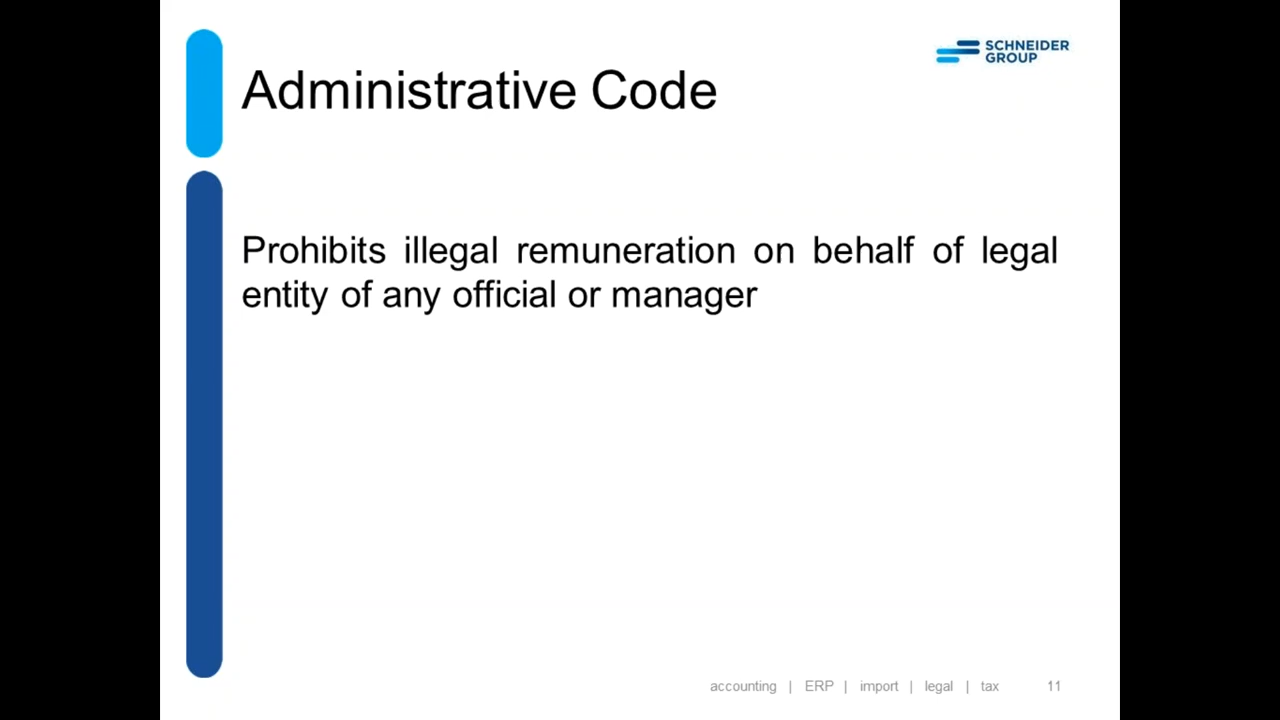 SCHNEIDER
GROUP
Administrative Code
Prohibits illegal remuneration on behalf of legal
entity of any official or manager
accounting | ERP | import | legal | tax 11